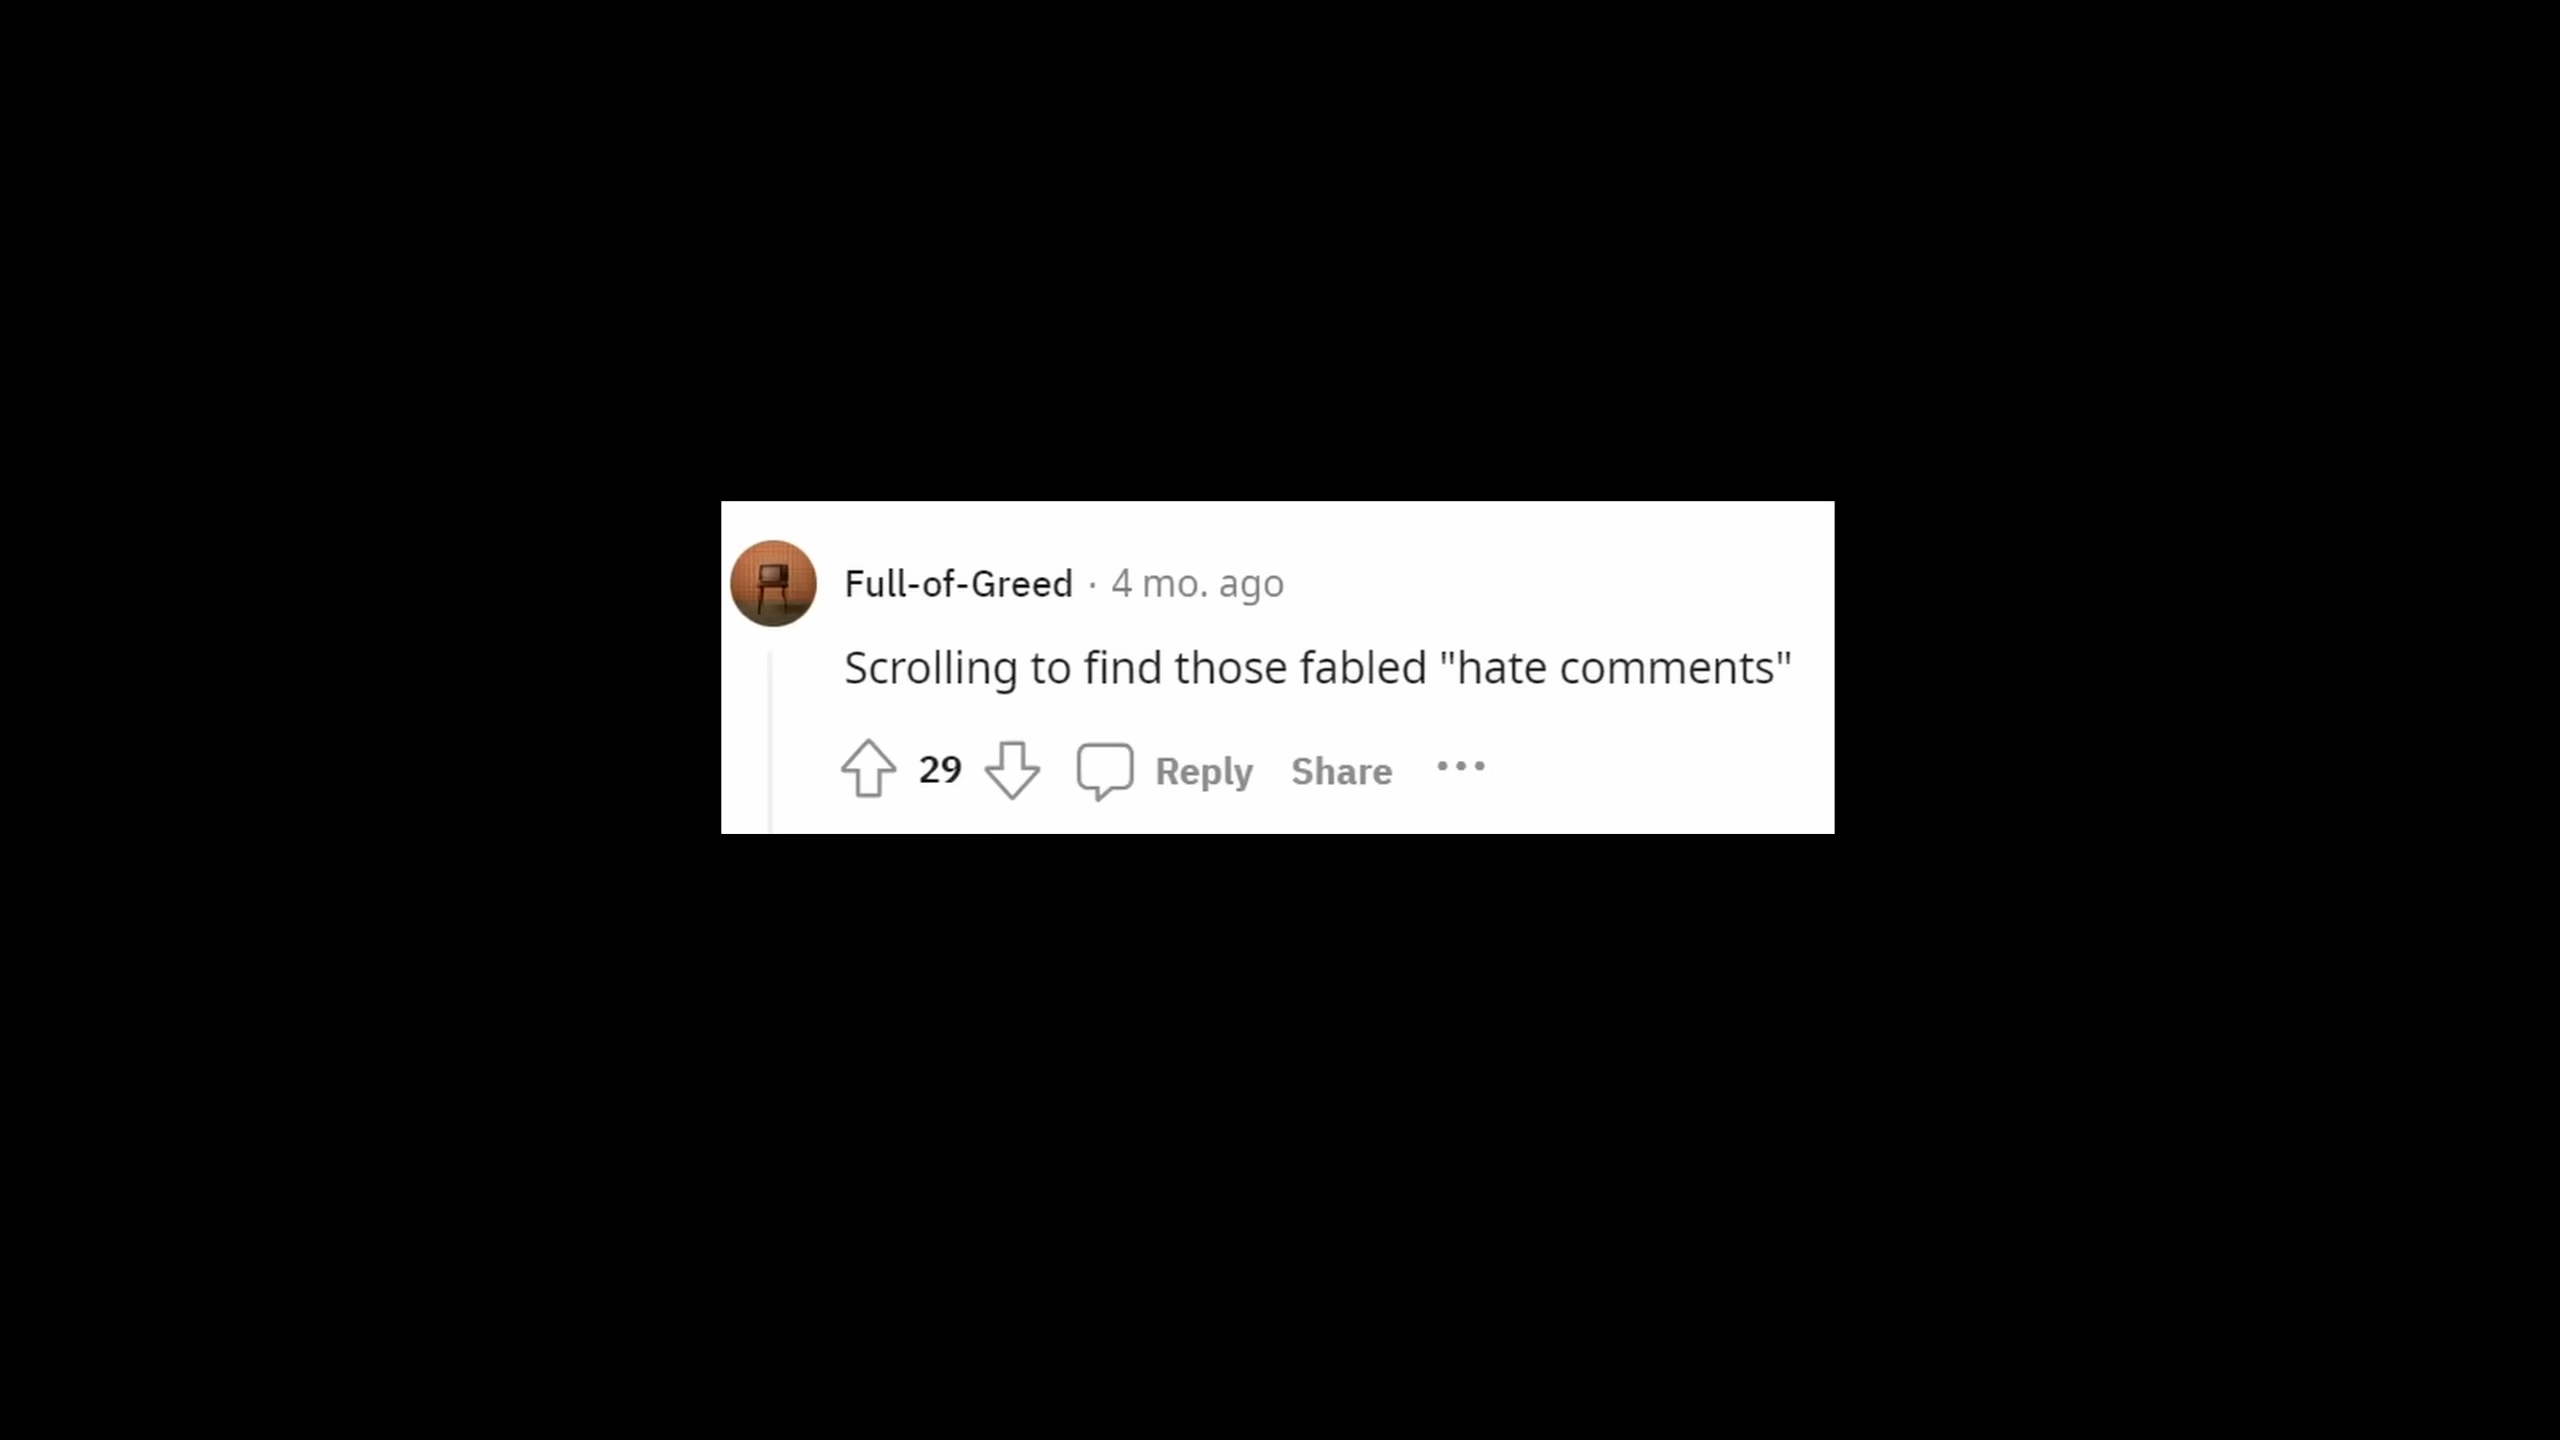 Full-of-Greed · 4 mo. ago
Scrolling to find those fabled "hate comments"
29 Reply Share ···